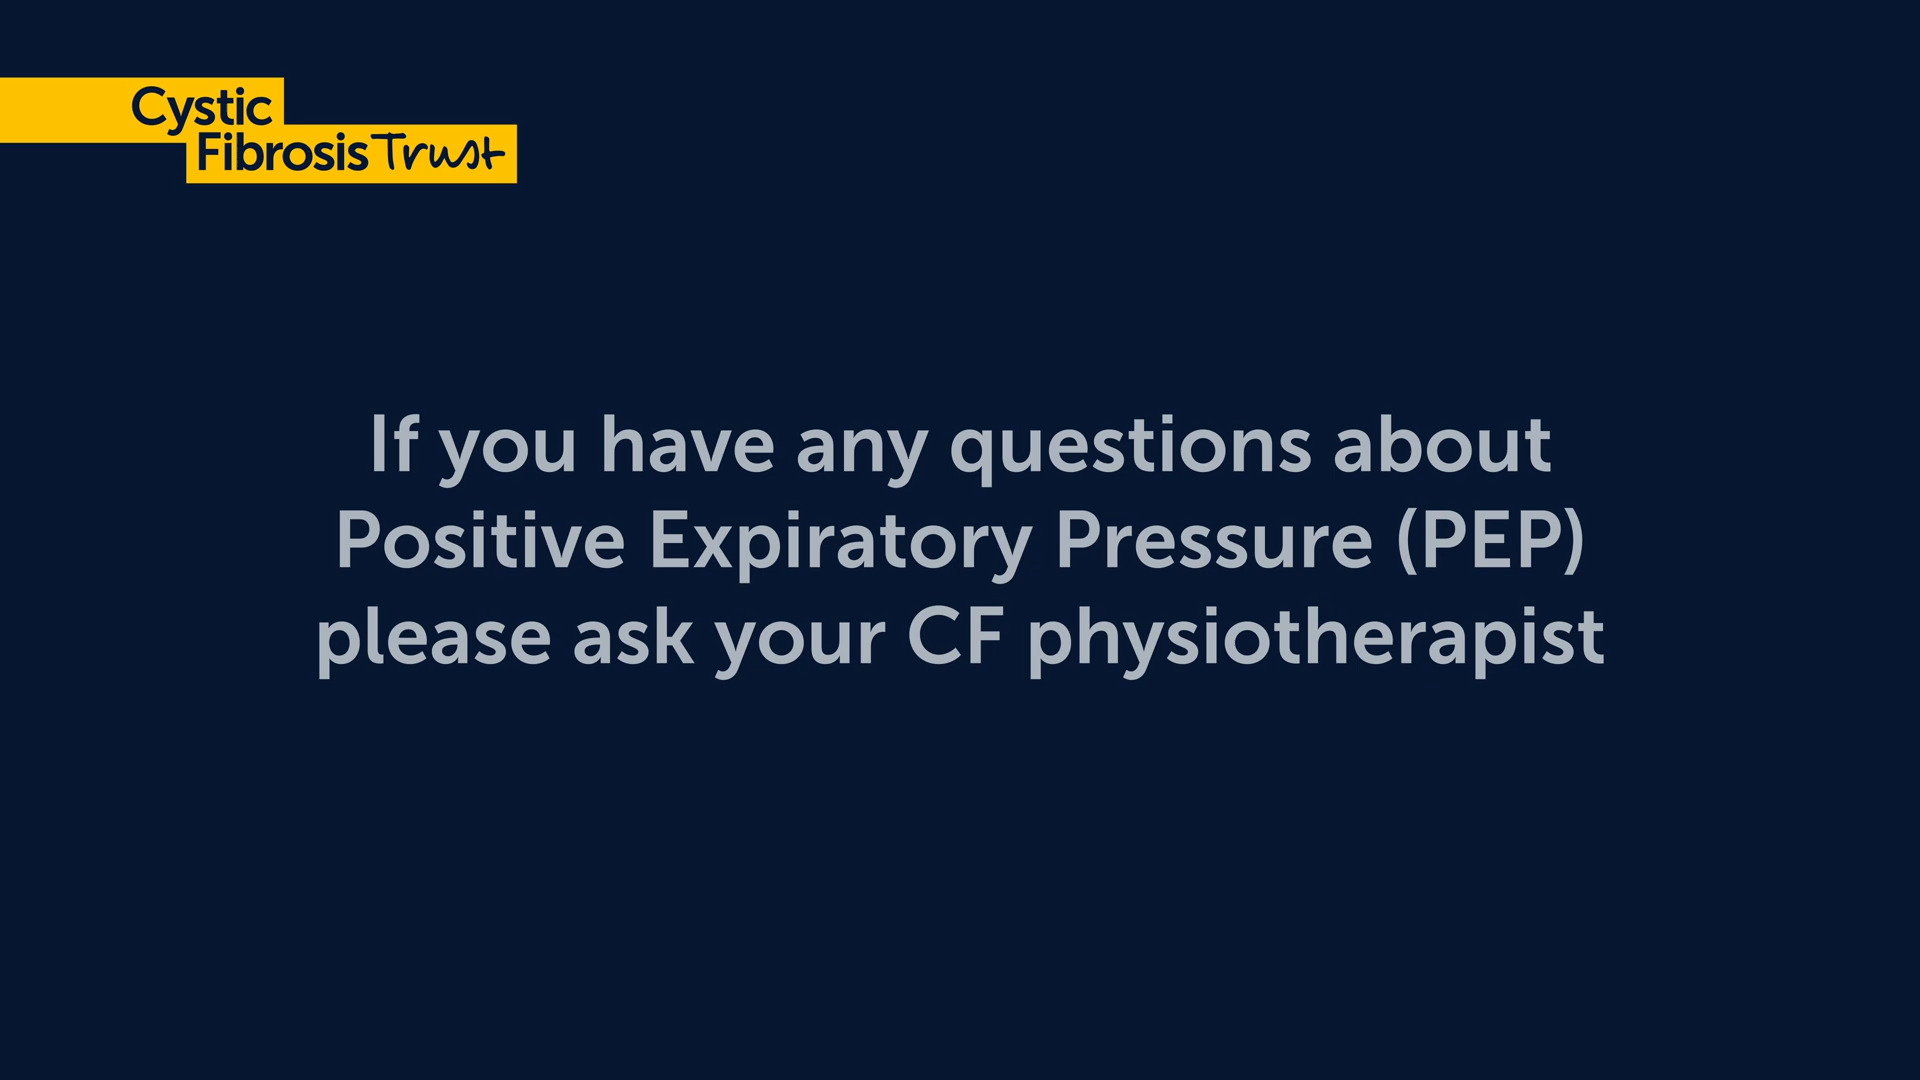 Cystic
Fibrosis Trust
If you have any questions about
Positive Expiratory Pressure (PEP)
please ask your CF physiotherapist